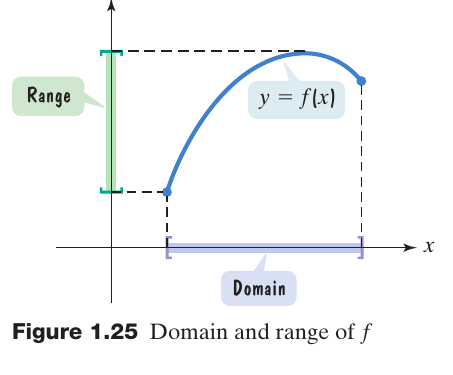 Range
y = f(x)
x
Domain
Figure 1.25 Domain and range of f